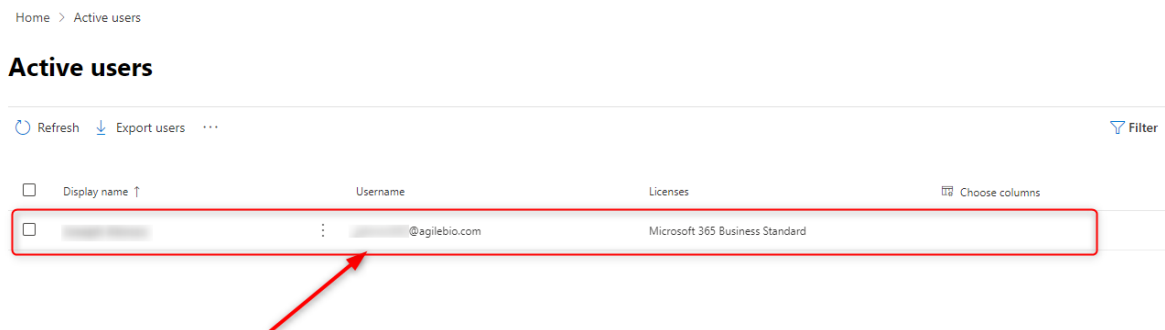 Home > Active users
Active users
Refresh Export users ... Filter
Display name ↑ Username Licenses Choose columns
@agilebio.com Microsoft 365 Business Standard